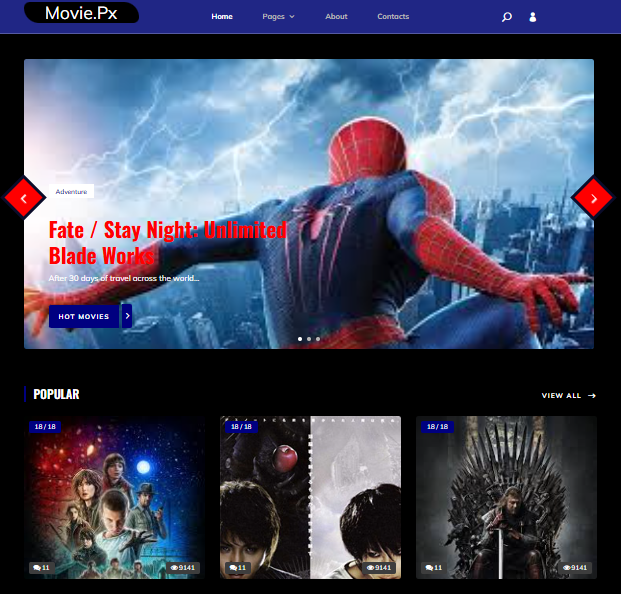 Movie.Px
Home
Pages
About
Contacts
Adventure
Fate / Stay Night: Unlimited
Blade Works
After 30 days of travel across the world...
HOT MOVIES
POPULAR
VIEW ALL
18 / 18
18 / 18
18 / 18
11
9141
11
9141
11
9141